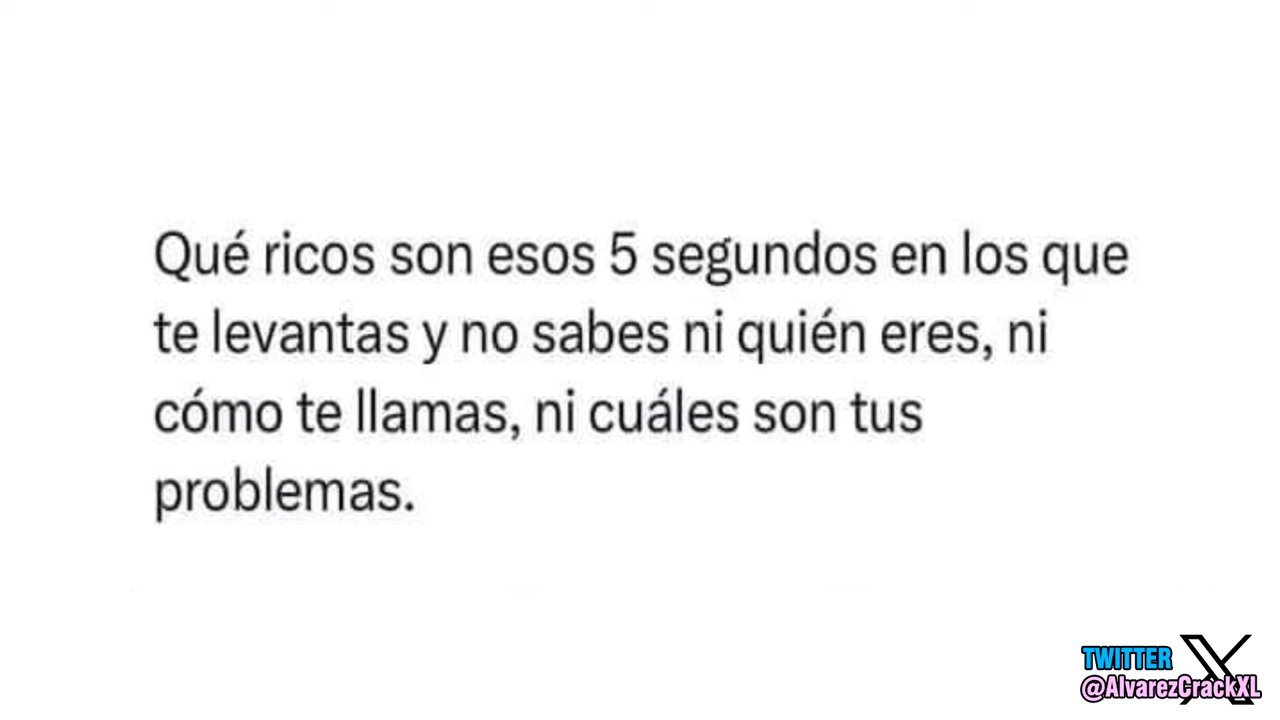 Qué ricos son esos 5 segundos en los que
te levantas y no sabes ni quién eres, ni
cómo te llamas, ni cuáles son tus
problemas.
TWITTER X
@AlvarezCrackXL